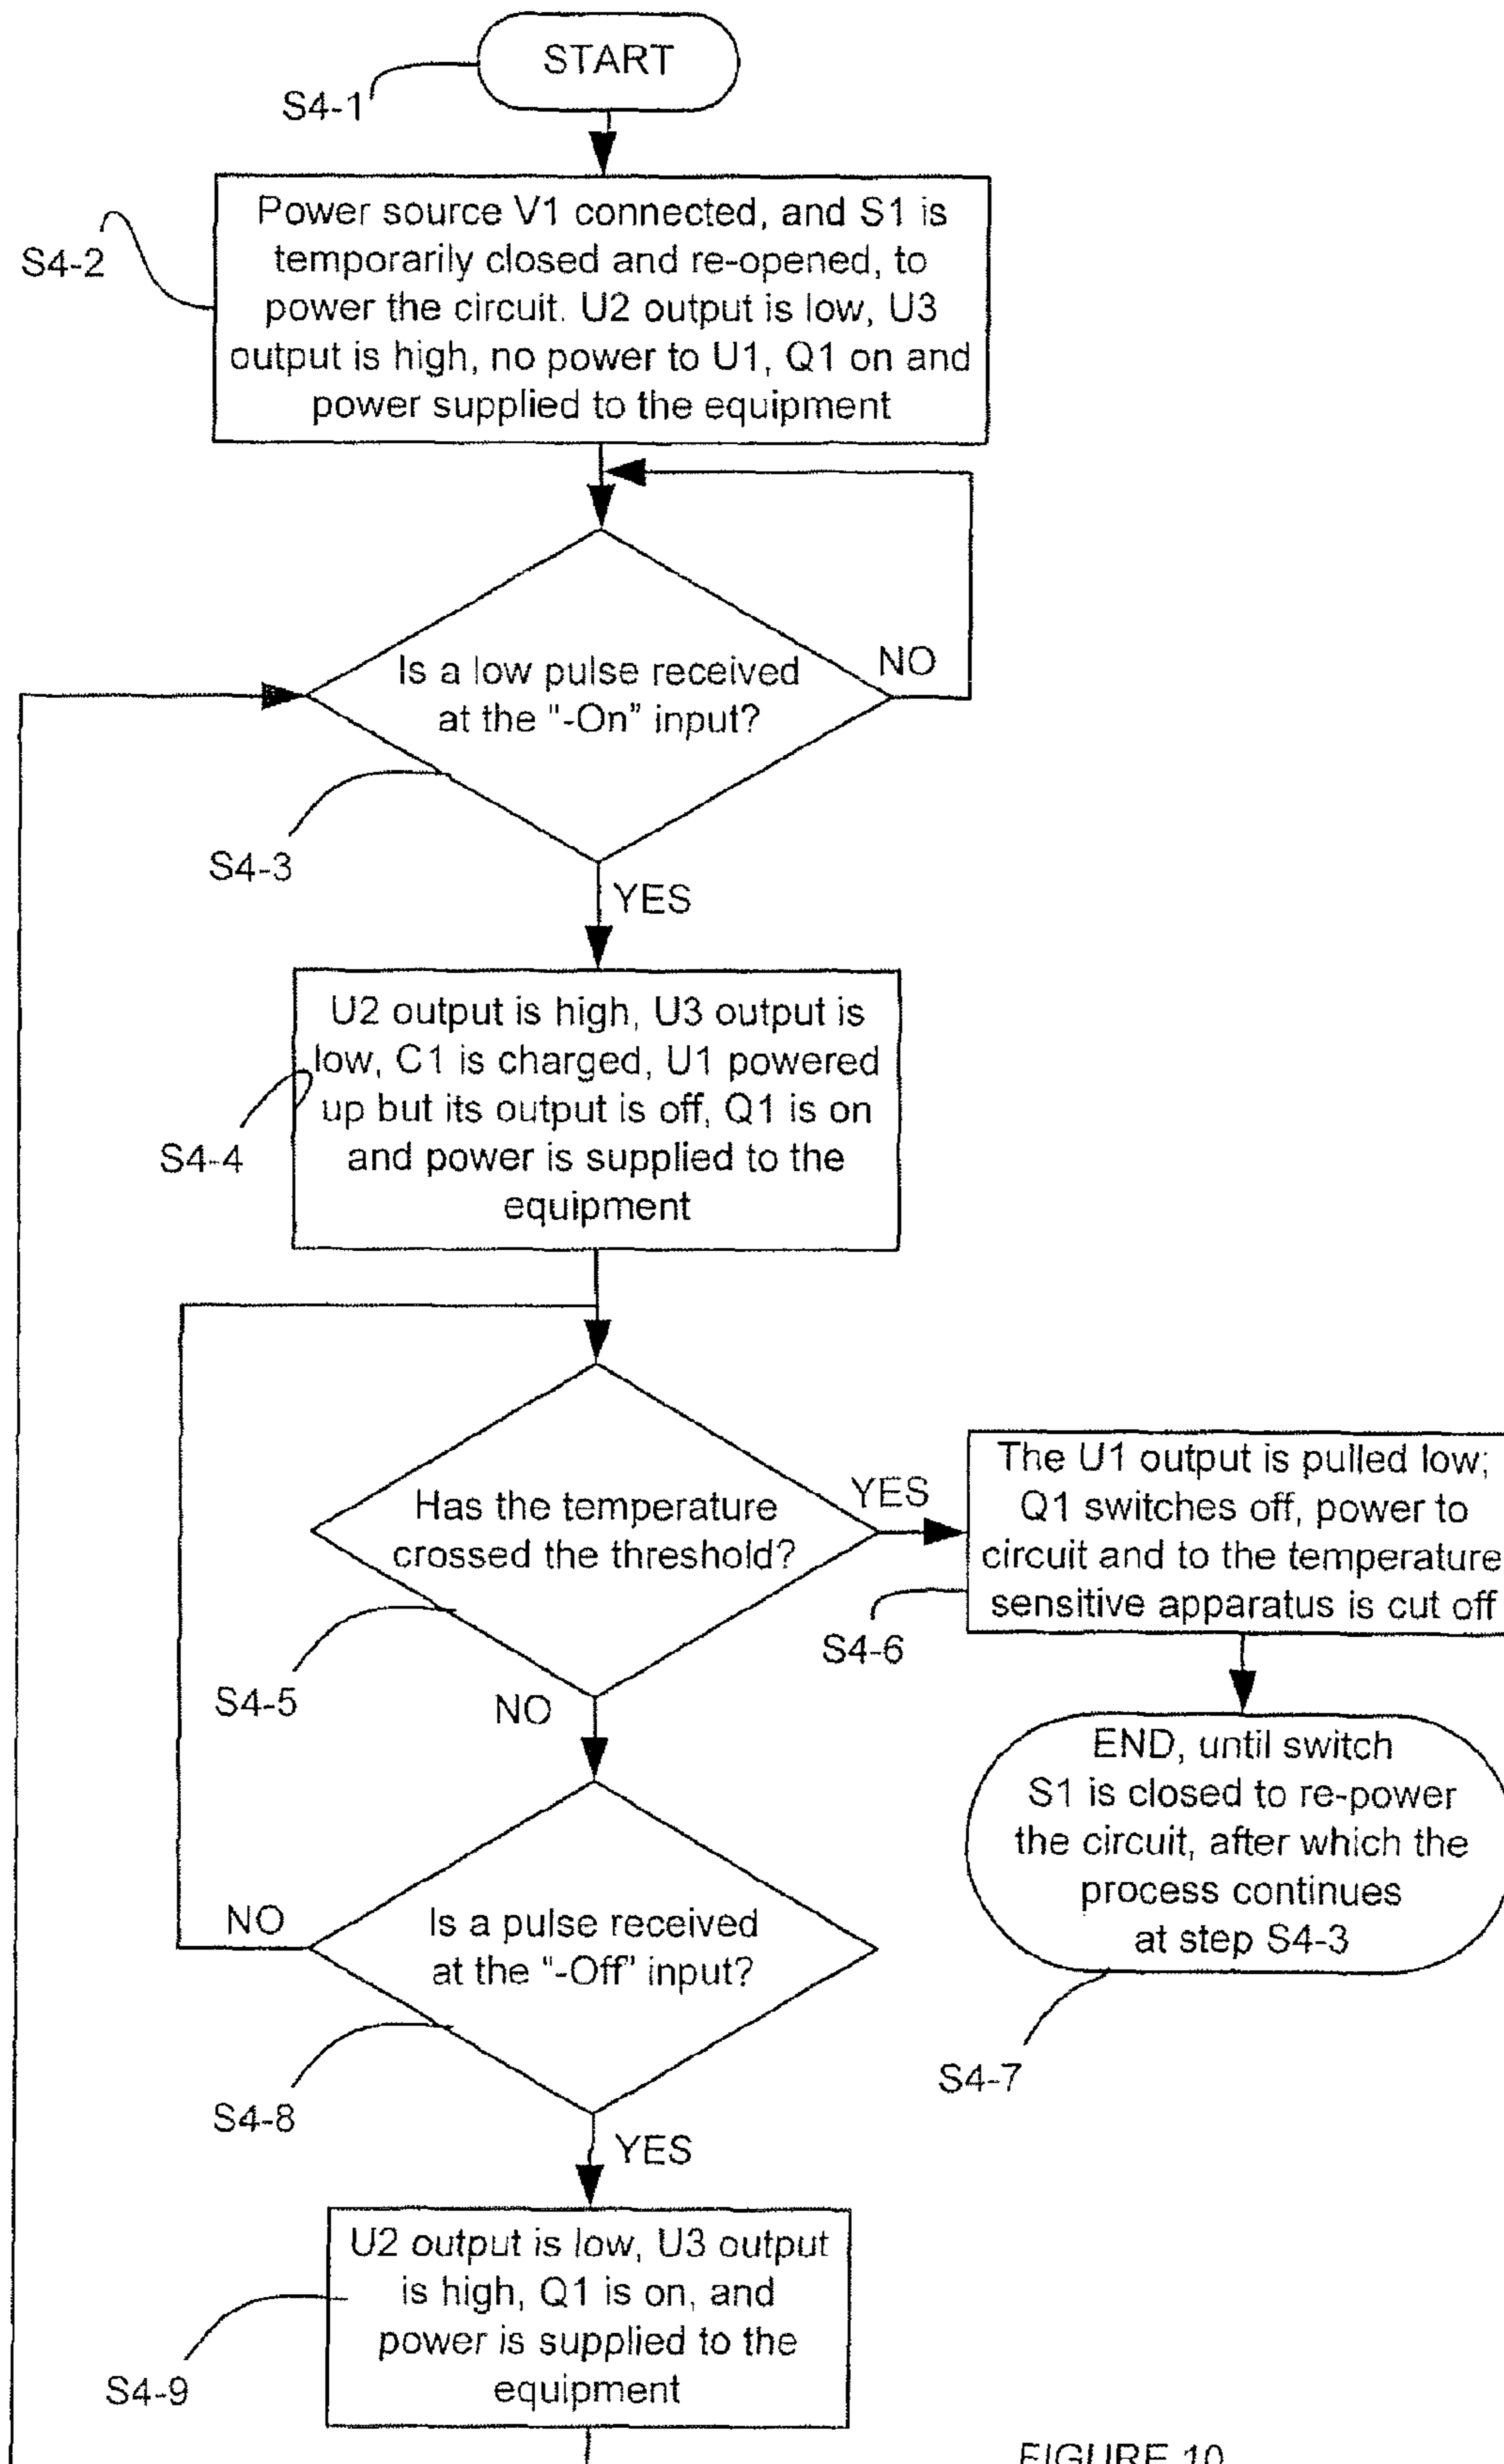 START
S4-1
Power source V1 connected, and S1 is
temporarily closed and re-opened, to
power the circuit. U2 output is low, U3
output is high, no power to U1, Q1 on and
power supplied to the equipment
S4-2
Is a low pulse received
at the "-On" input?
NO
S4-3
YES
U2 output is high, U3 output is
low, C1 is charged, U1 powered
up but its output is off, Q1 is on
and power is supplied to the
equipment
S4-4
Has the temperature
crossed the threshold?
YES
S4-5
NO
The U1 output is pulled low;
Q1 switches off, power to
circuit and to the temperature
sensitive apparatus is cut off
S4-6
END, until switch
S1 is closed to re-power
the circuit, after which the
process continues
at step S4-3
S4-7
Is a pulse received
at the "-Off" input?
NO
S4-8
YES
U2 output is low, U3 output
is high, Q1 is on, and
power is supplied to the
equipment
S4-9
FIGURE 10